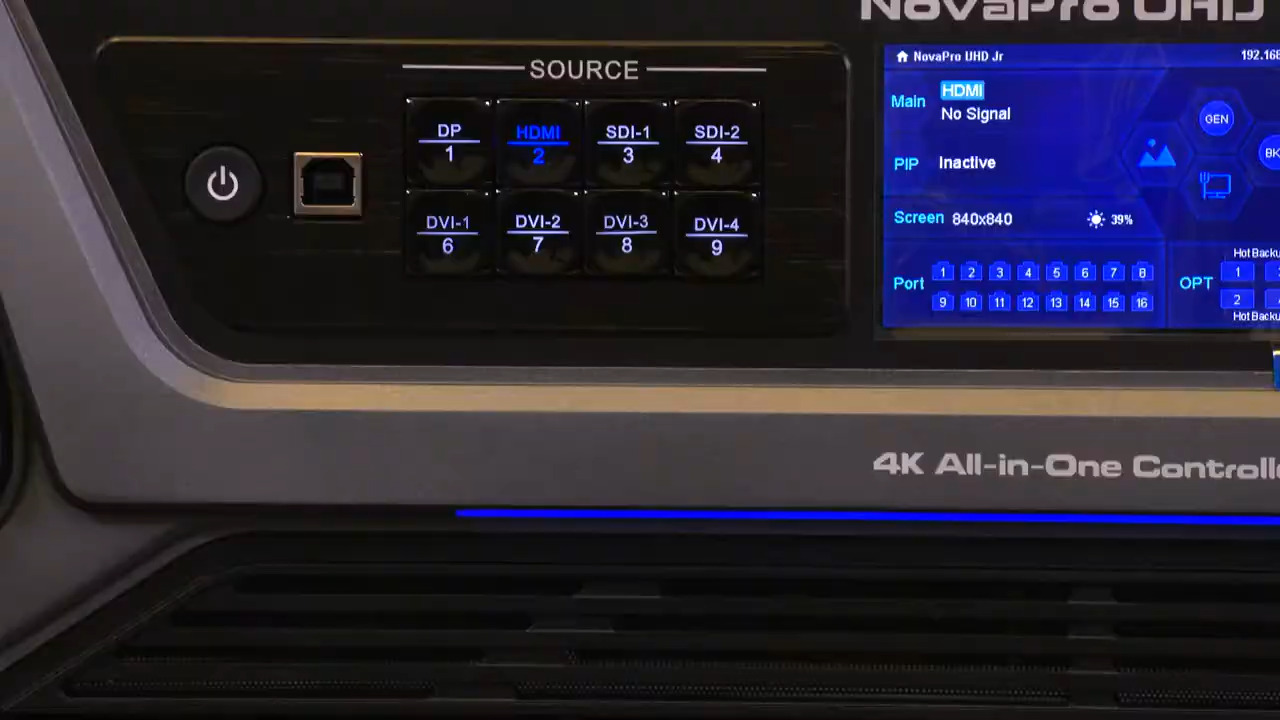 NovaPro UHD
SOURCE
DP
1
HDMI
2
SDI-1
3
SDI-2
4
DVI-1
6
DVI-2
7
DVI-3
8
DVI-4
9
NovaPro UHD Jr
192.168
Main
HDMI
No Signal
GEN
BK
PIP
Inactive
Screen
840x840
39%
Port
1 2 3 4 5 6 7 8
9 10 11 12 13 14 15 16
OPT
Hot Backu
1
2
Hot Backu
4K All-in-One Controlle